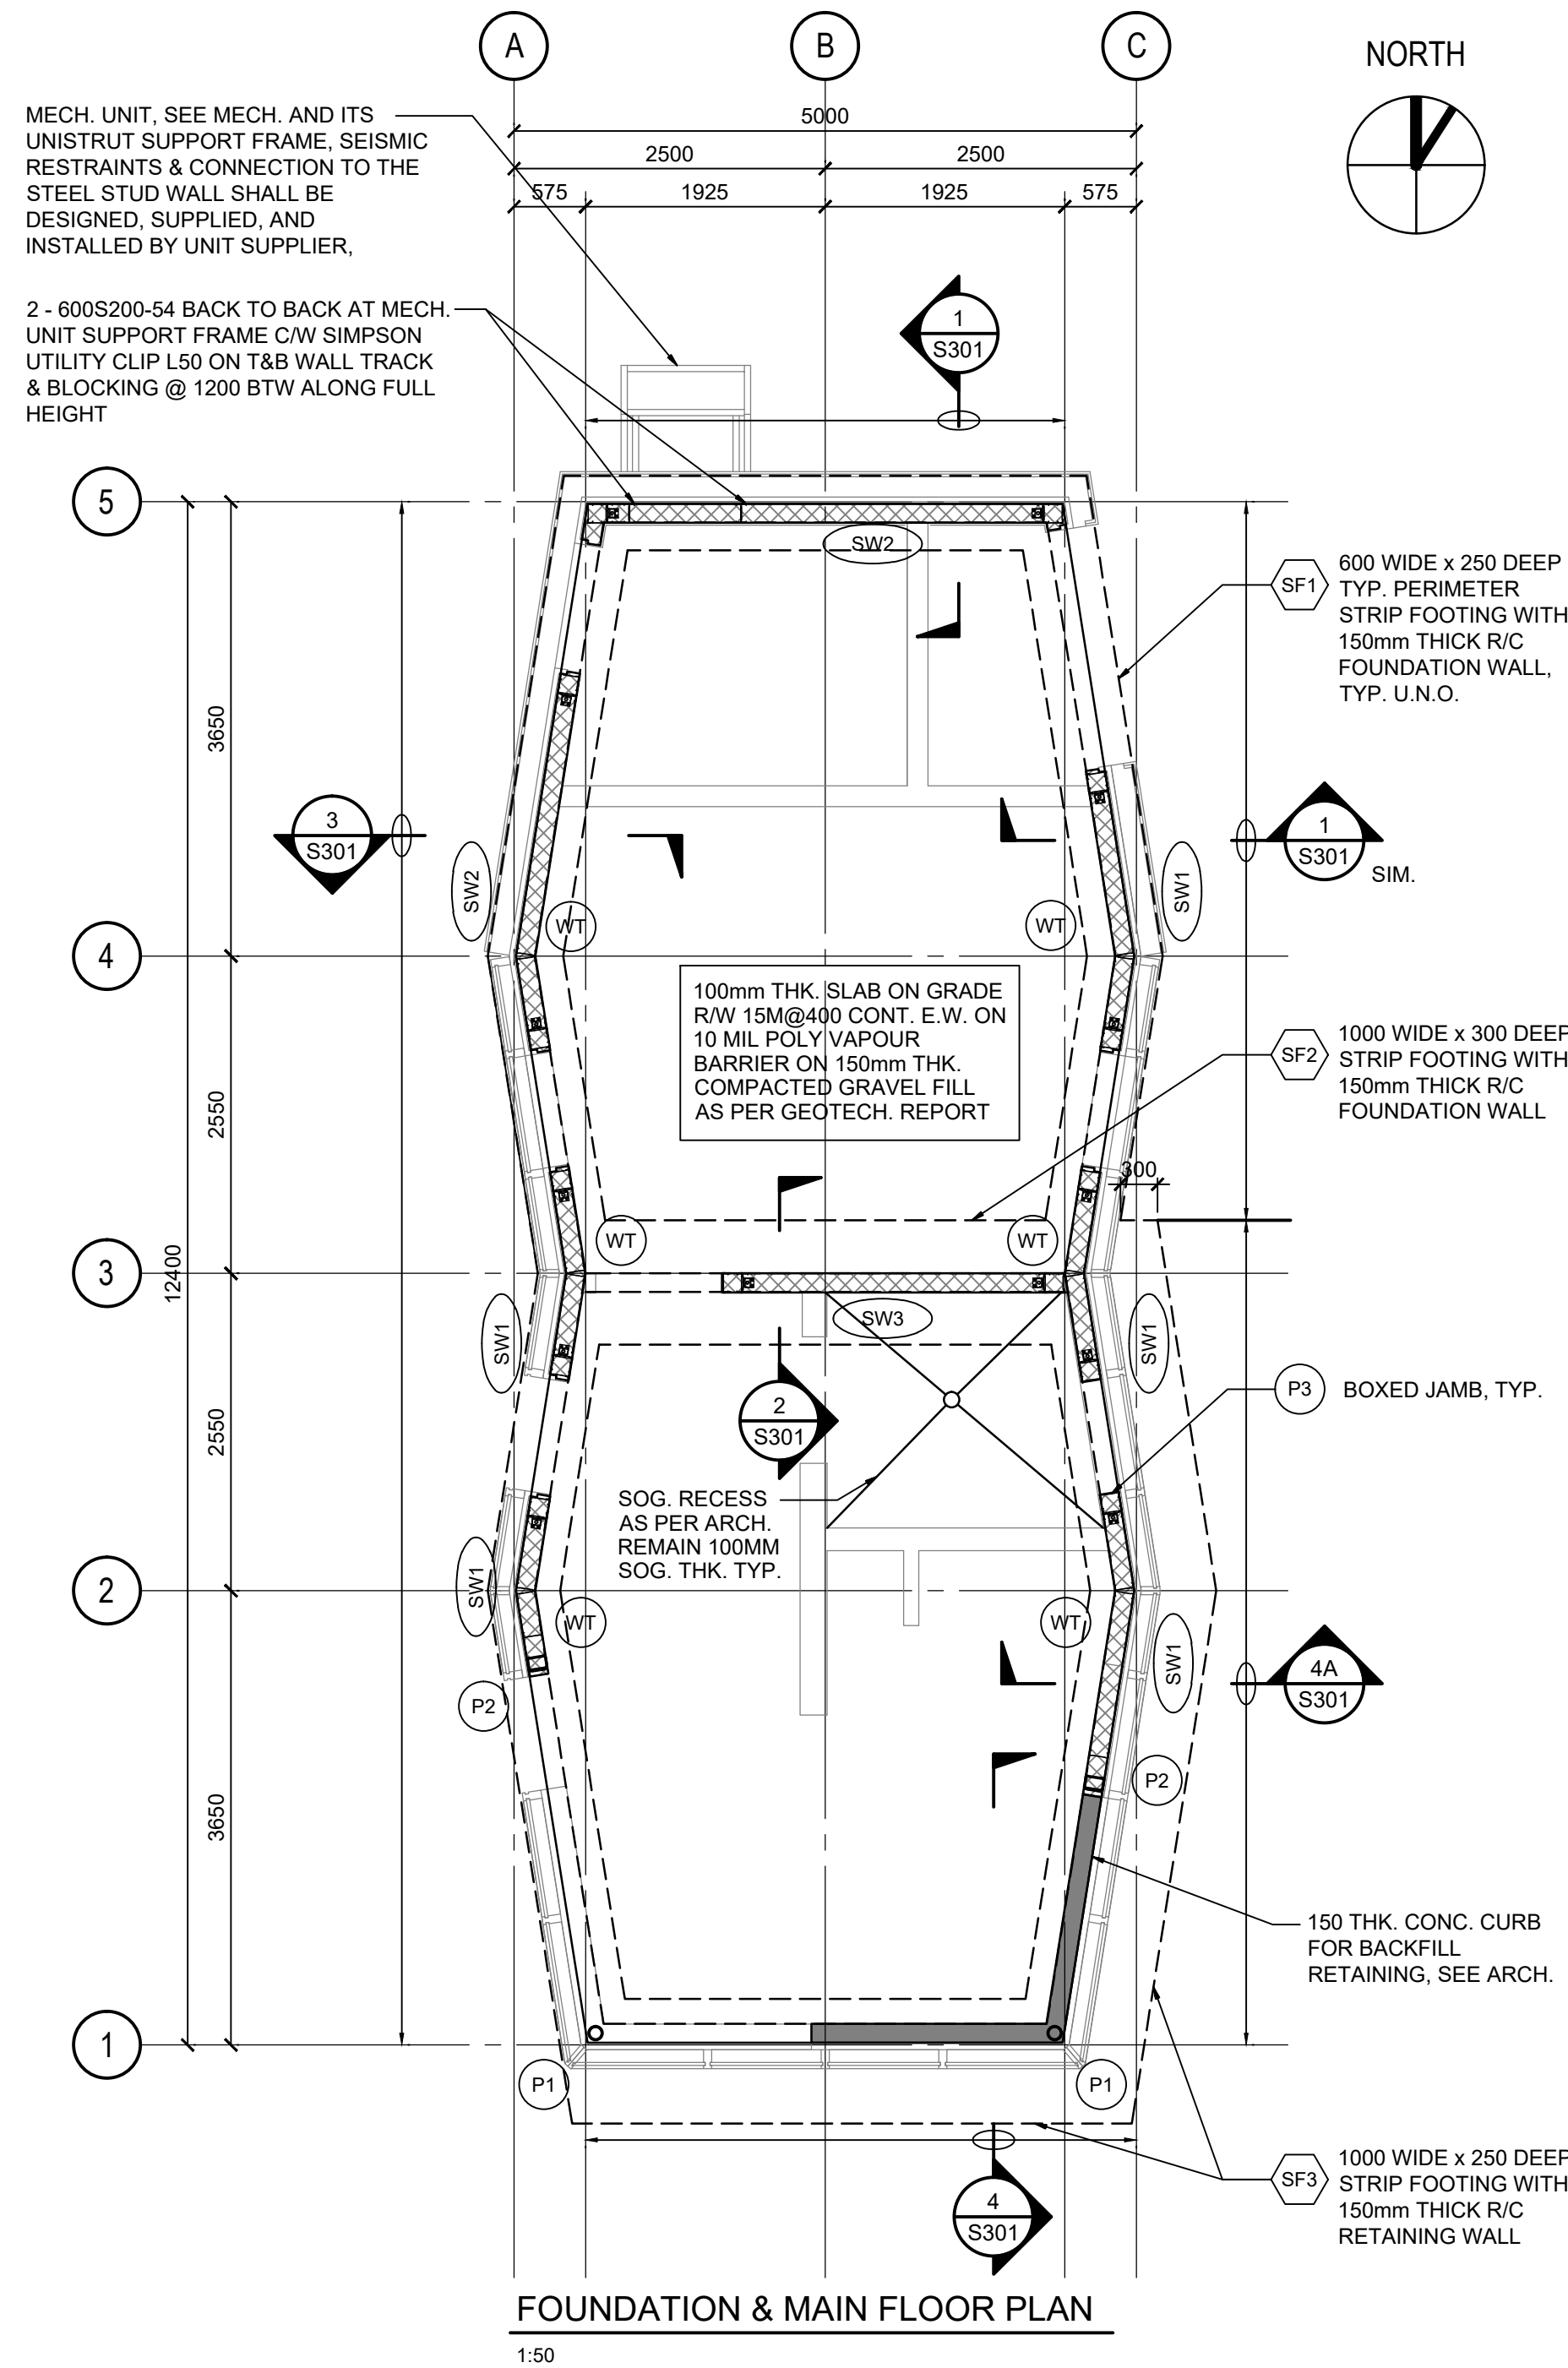 A
B
C
NORTH
MECH. UNIT, SEE MECH. AND ITS
UNISTRUT SUPPORT FRAME, SEISMIC
RESTRAINTS & CONNECTION TO THE
STEEL STUD WALL SHALL BE
DESIGNED, SUPPLIED, AND
INSTALLED BY UNIT SUPPLIER,
5000
2500
2500
575
1925
1925
575
2 - 600S200-54 BACK TO BACK AT MECH.
UNIT SUPPORT FRAME C/W SIMPSON
UTILITY CLIP L50 ON T&B WALL TRACK
& BLOCKING @ 1200 BTW ALONG FULL
HEIGHT
1
S301
5
SW2
SF1
600 WIDE x 250 DEEP
TYP. PERIMETER
STRIP FOOTING WITH
150mm THICK R/C
FOUNDATION WALL,
TYP. U.N.O.
3650
3
S301
1
S301
SIM.
SW2
SW1
WT
WT
4
100mm THK. SLAB ON GRADE
R/W 15M@400 CONT. E.W. ON
10 MIL POLY VAPOUR
BARRIER ON 150mm THK.
COMPACTED GRAVEL FILL
AS PER GEOTECH. REPORT
SF2
1000 WIDE x 300 DEEP
STRIP FOOTING WITH
150mm THICK R/C
FOUNDATION WALL
2550
300
WT
WT
3
12400
SW3
SW1
SW1
P3
BOXED JAMB, TYP.
2
S301
2550
SOG. RECESS
AS PER ARCH.
REMAIN 100MM
SOG. THK. TYP.
SW1
2
WT
WT
SW1
4A
S301
P2
P2
3650
150 THK. CONC. CURB
FOR BACKFILL
RETAINING, SEE ARCH.
1
P1
P1
SF3
1000 WIDE x 250 DEEP
STRIP FOOTING WITH
150mm THICK R/C
RETAINING WALL
4
S301
FOUNDATION & MAIN FLOOR PLAN
1:50